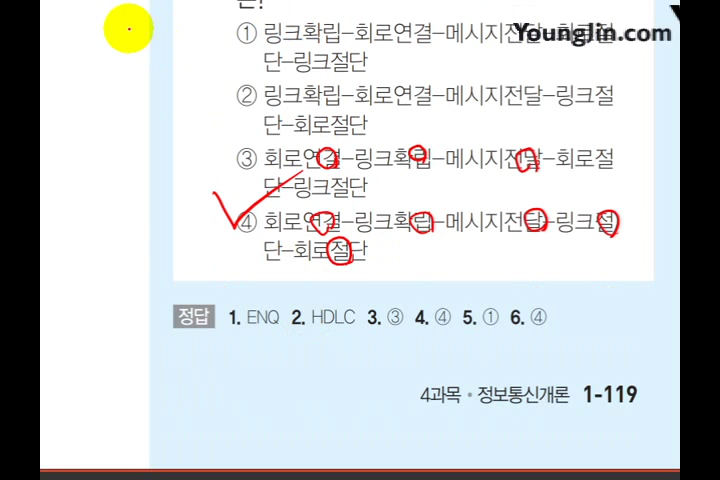 은?
① 링크확립-회로연결-메시지전달-회로절
단-링크절단
② 링크확립-회로연결-메시지전달-링크절
단-회로절단
③ 회로연결-링크확립-메시지전달-회로절
단-링크절단
④ 회로연결-링크확립-메시지전달-링크절
단-회로절단
정답 1. ENQ 2. HDLC 3. ③ 4. ④ 5. ① 6. ④
4과목 • 정보통신개론 1-119
Younglin.com